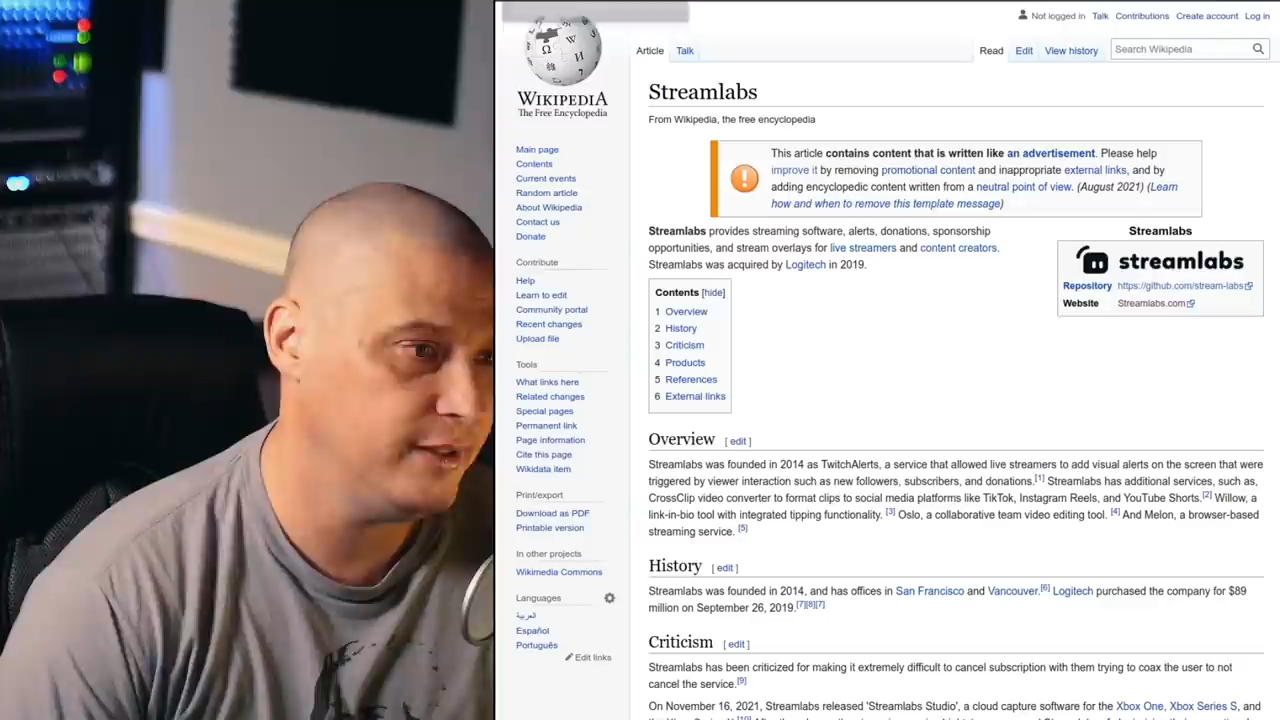 Not logged in Talk Contributions Create account Log in
Article Talk Read Edit View history Search Wikipedia
WIKIPEDIA
The Free Encyclopedia
Main page
Contents
Current events
Random article
About Wikipedia
Contact us
Donate
Contribute
Help
Learn to edit
Community portal
Recent changes
Upload file
Tools
What links here
Related changes
Special pages
Permanent link
Page information
Cite this page
Wikidata item
Print/export
Download as PDF
Printable version
In other projects
Wikimedia Commons
Languages
العربية
Español
Português
Edit links
Streamlabs
From Wikipedia, the free encyclopedia
This article contains content that is written like an advertisement. Please help
improve it by removing promotional content and inappropriate external links, and by
adding encyclopedic content written from a neutral point of view. (August 2021) (Learn
how and when to remove this template message)
Streamlabs provides streaming software, alerts, donations, sponsorship
opportunities, and stream overlays for live streamers and content creators.
Streamlabs was acquired by Logitech in 2019.
Streamlabs
streamlabs
Repository https://github.com/stream-labs
Website Streamlabs.com
Contents [hide]
1 Overview
2 History
3 Criticism
4 Products
5 References
6 External links
Overview [ edit ]
Streamlabs was founded in 2014 as TwitchAlerts, a service that allowed live streamers to add visual alerts on the screen that were
triggered by viewer interaction such as new followers, subscribers, and donations.[1] Streamlabs has additional services, such as,
CrossClip video converter to format clips to social media platforms like TikTok, Instagram Reels, and YouTube Shorts.[2] Willow, a
link-in-bio tool with integrated tipping functionality. [3] Oslo, a collaborative team video editing tool. [4] And Melon, a browser-based
streaming service. [5]
History [ edit ]
Streamlabs was founded in 2014, and has offices in San Francisco and Vancouver.[6] Logitech purchased the company for $89
million on September 26, 2019.[7][8][7]
Criticism [ edit ]
Streamlabs has been criticized for making it extremely difficult to cancel subscription with them trying to coax the user to not
cancel the service.[9]
On November 16, 2021, Streamlabs released 'Streamlabs Studio', a cloud capture software for the Xbox One, Xbox Series S, and